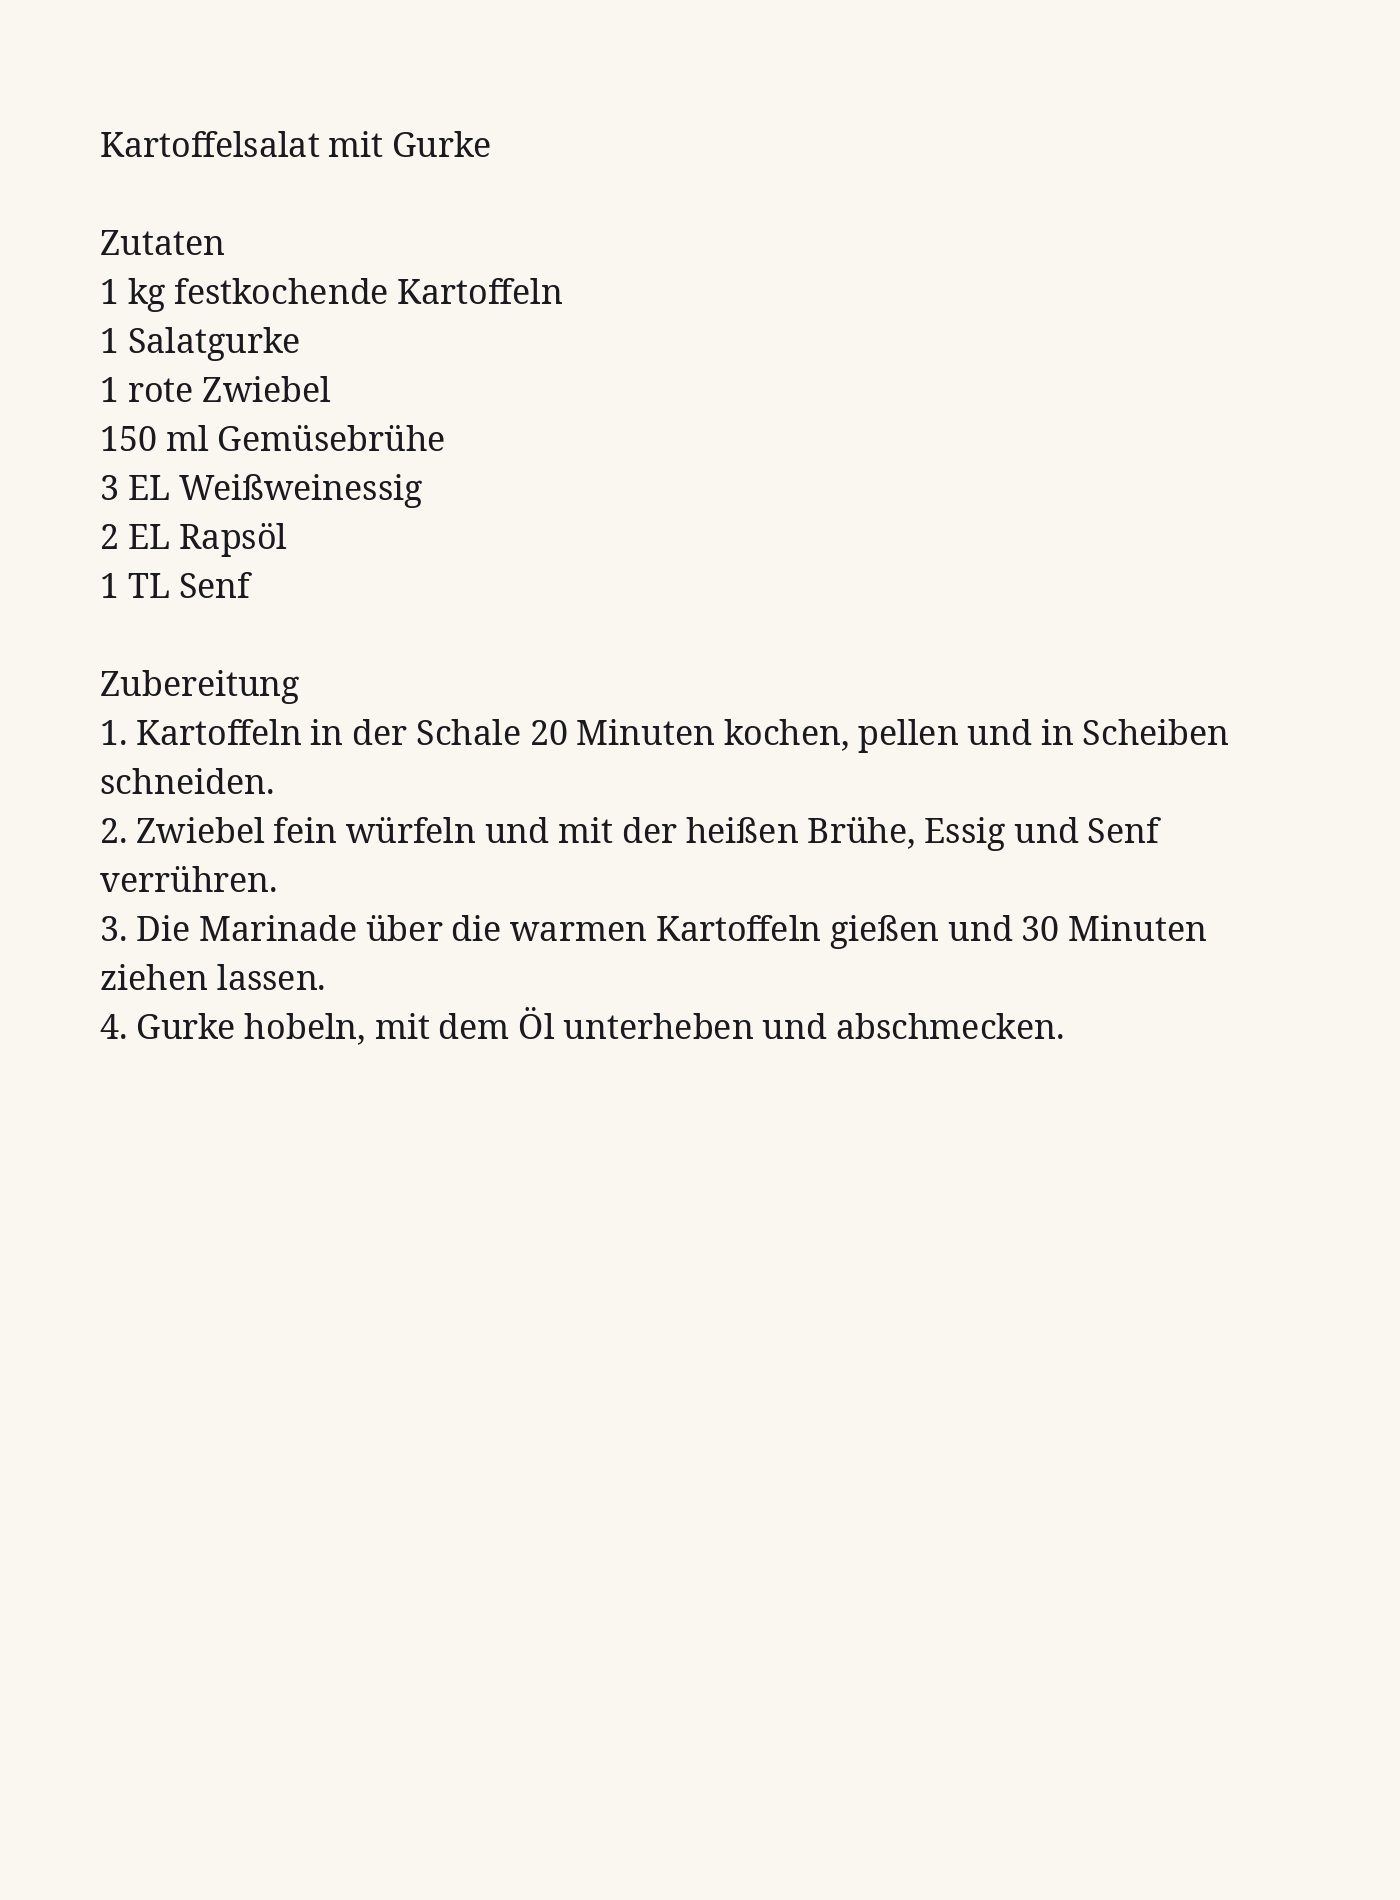 Kartoffelsalat mit Gurke

Zutaten
1 kg festkochende Kartoffeln
1 Salatgurke
1 rote Zwiebel
150 ml Gemüsebrühe
3 EL Weißweinessig
2 EL Rapsöl
1 TL Senf

Zubereitung
1. Kartoffeln in der Schale 20 Minuten kochen, pellen und in Scheiben
schneiden.
2. Zwiebel fein würfeln und mit der heißen Brühe, Essig und Senf
verrühren.
3. Die Marinade über die warmen Kartoffeln gießen und 30 Minuten
ziehen lassen.
4. Gurke hobeln, mit dem Öl unterheben und abschmecken.